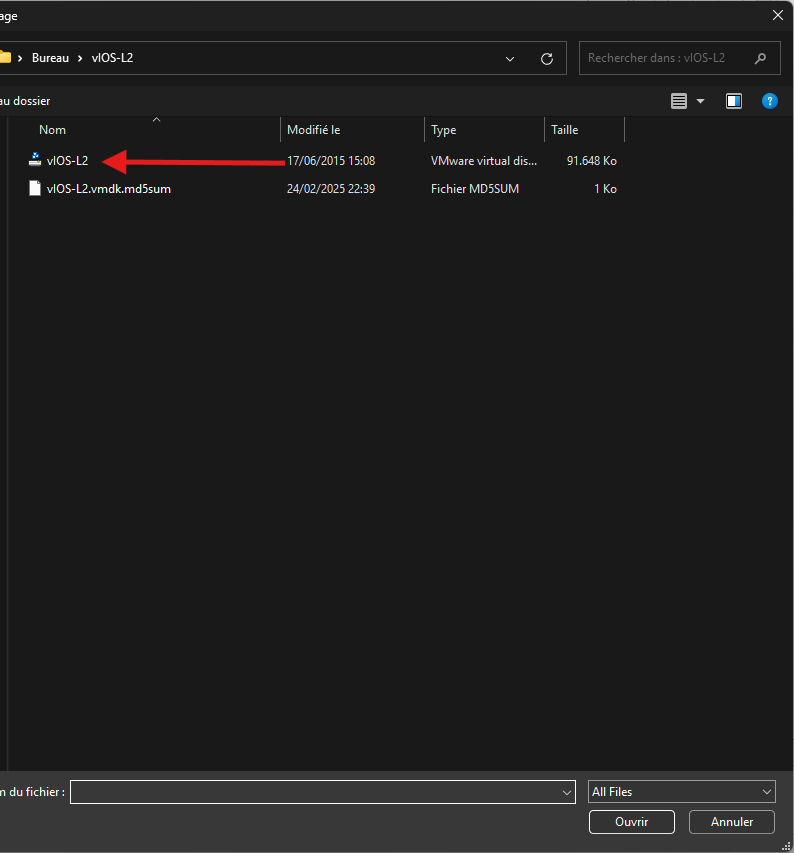 age
Bureau > vIOS-L2
Rechercher dans : vIOS-L2
au dossier
?
Nom Modifié le Type Taille
vIOS-L2 17/06/2015 15:08 VMware virtual dis... 91.648 Ko
vIOS-L2.vmdk.md5sum 24/02/2025 22:39 Fichier MD5SUM 1 Ko
m du fichier : All Files
Ouvrir Annuler